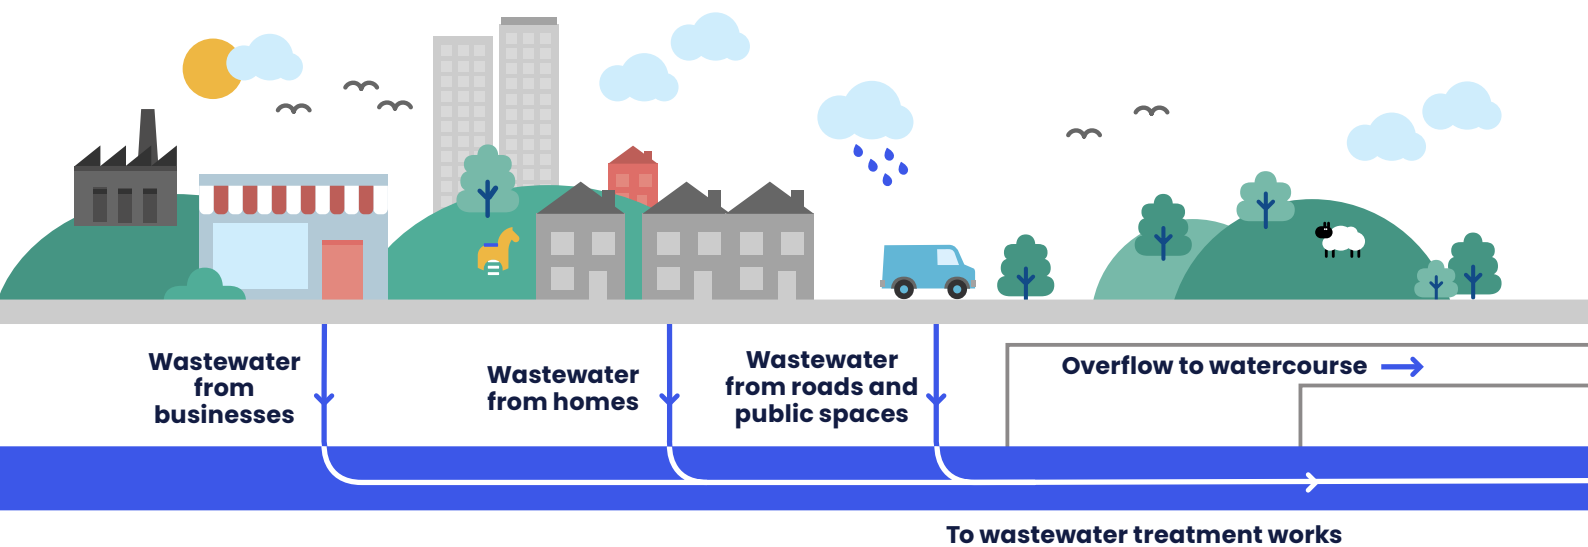 Wastewater
from
businesses
Wastewater
from homes
Wastewater
from roads and
public spaces
Overflow to watercourse
To wastewater treatment works